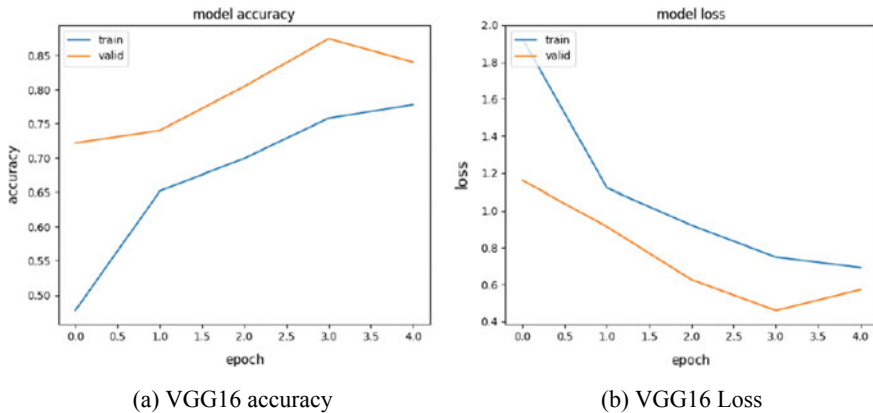 model accuracy
train
valid
0.85
0.80
0.75
0.70
0.65
0.60
0.55
0.50
accuracy
0.0 0.5 1.0 1.5 2.0 2.5 3.0 3.5 4.0
epoch
(a) VGG16 accuracy
model loss
train
valid
2.0
1.8
1.6
1.4
1.2
1.0
0.8
0.6
0.4
loss
0.0 0.5 1.0 1.5 2.0 2.5 3.0 3.5 4.0
epoch
(b) VGG16 Loss